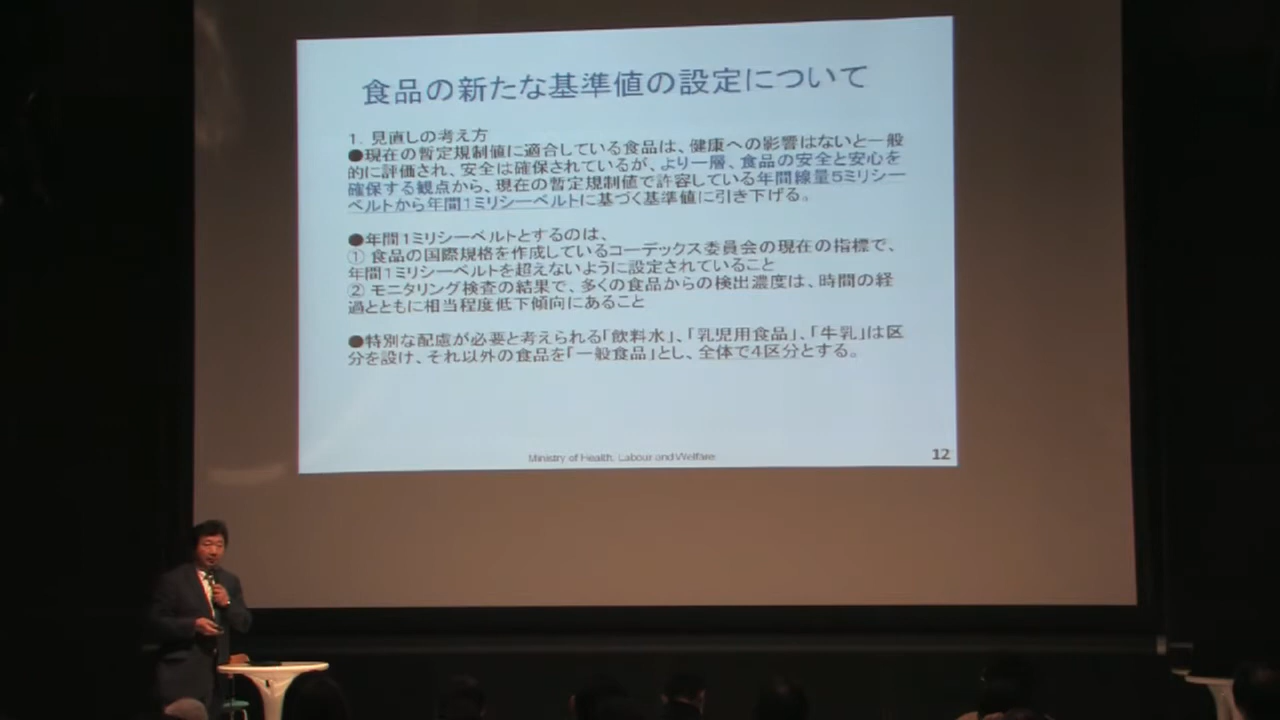 食品の新たな基準値の設定について
1．見直しの考え方
●現在の暫定規制値に適合している食品は、健康への影響はないと一般
的に評価され、安全は確保されているが、より一層、食品の安全と安心を
確保する観点から、現在の暫定規制値で許容している年間線量5ミリシー
ベルトから年間1ミリシーベルトに基づく基準値に引き下げる。
●年間1ミリシーベルトとするのは、
① 食品の国際規格を作成しているコーデックス委員会の現在の指標で、
年間1ミリシーベルトを超えないように設定されていること
② モニタリング検査の結果で、多くの食品からの検出濃度は、時間の経
過とともに相当程度低下傾向にあること
●特別な配慮が必要と考えられる「飲料水」、「乳児用食品」、「牛乳」は区
分を設け、それ以外の食品を「一般食品」とし、全体で4区分とする。
Ministry of Health, Labour and Welfare
12